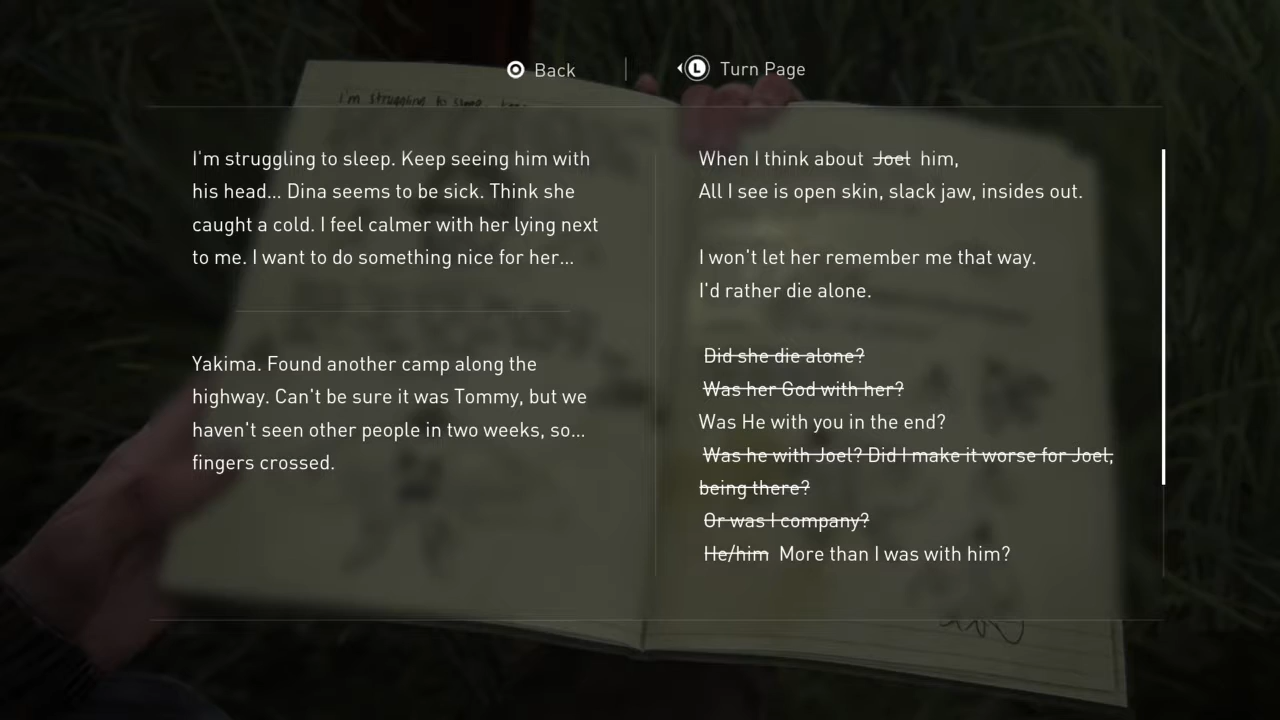 Back
L Turn Page
I'm struggling to sleep.
I'm struggling to sleep. Keep seeing him with
his head... Dina seems to be sick. Think she
caught a cold. I feel calmer with her lying next
to me. I want to do something nice for her...
Yakima. Found another camp along the
highway. Can't be sure it was Tommy, but we
haven't seen other people in two weeks, so...
fingers crossed.
When I think about Joel him,
All I see is open skin, slack jaw, insides out.
I won't let her remember me that way.
I'd rather die alone.
Did she die alone?
Was her God with her?
Was He with you in the end?
Was he with Joel? Did I make it worse for Joel,
being there?
Or was I company?
He/him More than I was with him?